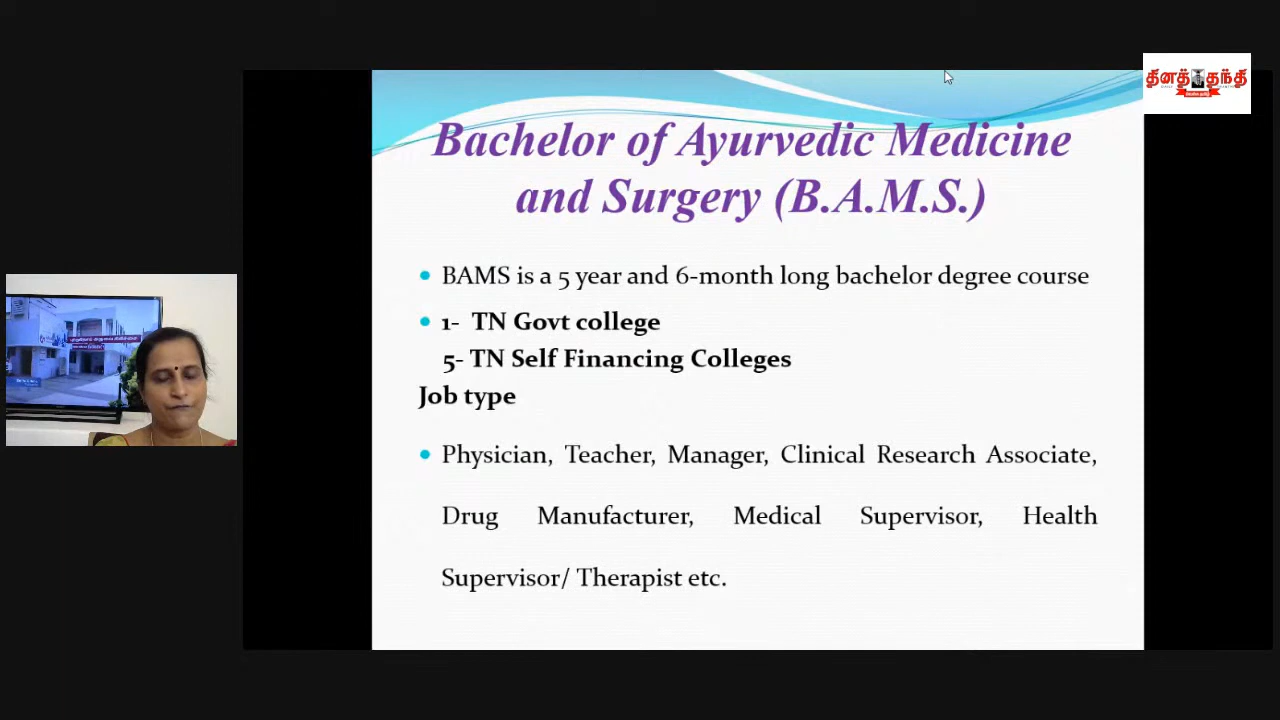 தினத்தந்தி
Bachelor of Ayurvedic Medicine
and Surgery (B.A.M.S.)
• BAMS is a 5 year and 6-month long bachelor degree course
• 1- TN Govt college
5- TN Self Financing Colleges
Job type
• Physician, Teacher, Manager, Clinical Research Associate,
Drug Manufacturer, Medical Supervisor, Health
Supervisor/ Therapist etc.